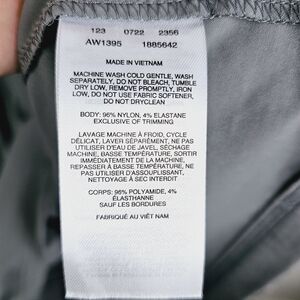 123 0722 2356
AW1395 1885642
MADE IN VIETNAM
MACHINE WASH COLD GENTLE, WASH
SEPARATELY, DO NOT BLEACH, TUMBLE
DRY LOW, REMOVE PROMPTLY, IRON
LOW, DO NOT USE FABRIC SOFTENER,
DO NOT DRYCLEAN
BODY: 96% NYLON, 4% ELASTANE
EXCLUSIVE OF TRIMMING
LAVAGE MACHINE À FROID, CYCLE
DÉLICAT, LAVER SÉPARÉMENT, NE PAS
UTILISER D'EAU DE JAVEL, SÉCHAGE
MACHINE, BASSE TEMPÉRATURE, SORTIR
IMMÉDIATEMENT DE LA MACHINE,
REPASSER À BASSE TEMPÉRATURE, NE
PAS UTILISER D'ASSOUPLISSANT,
NETTOYAGE À SEC INTERDIT
CORPS: 96% POLYAMIDE, 4%
ÉLASTHANNE
SAUF LES BORDURES
FABRIQUÉ AU VIÊT NAM